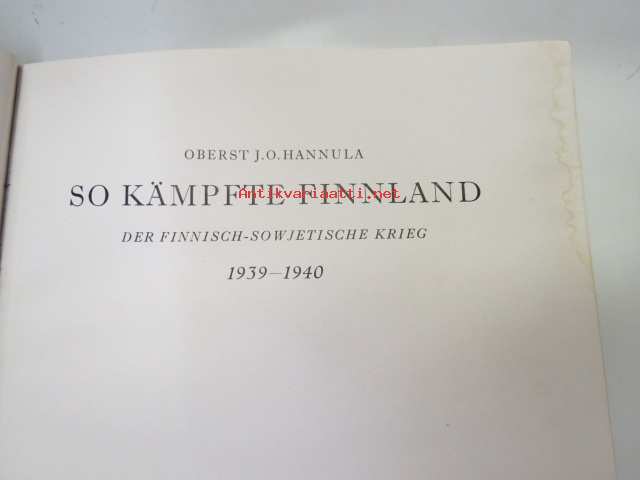 OBERST J.O.HANNULA
SO KÄMPFTE FINNLAND
Antikvariaatti.net
DER FINNISCH-SOWJETISCHE KRIEG
1939–1940